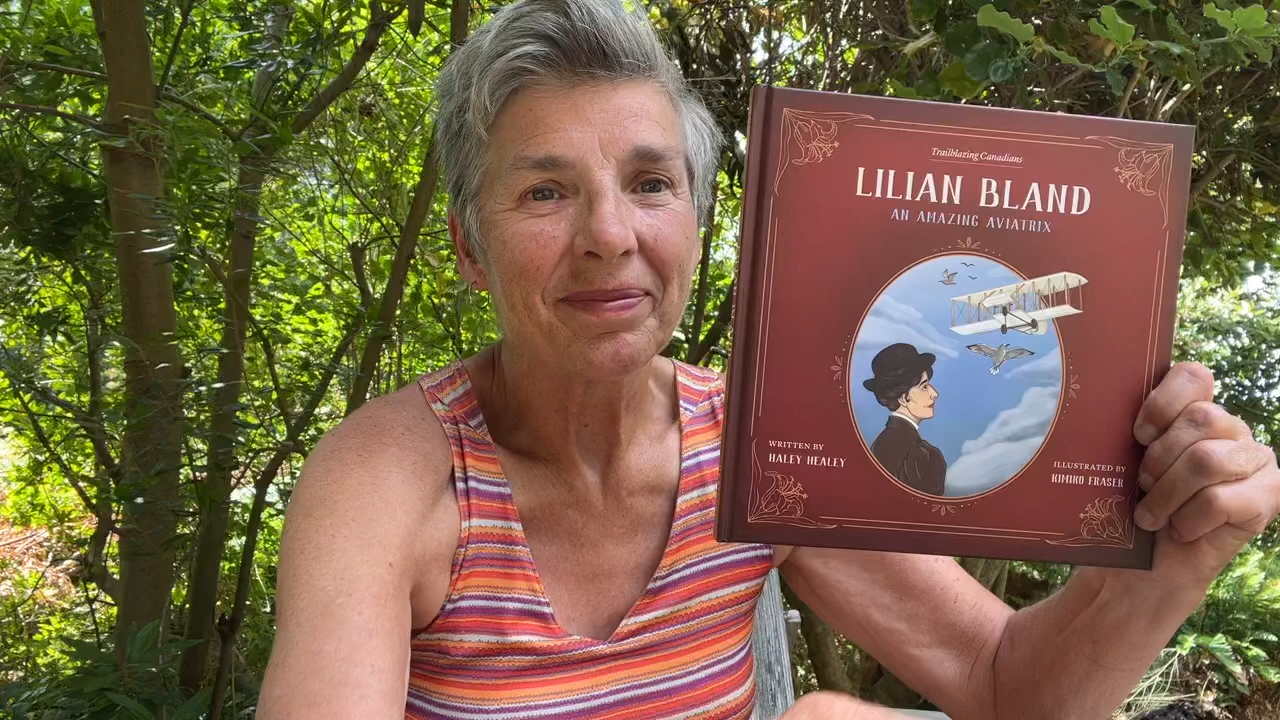 Trailblazing Canadians
LILIAN BLAND
AN AMAZING AVIATRIX
WRITTEN BY
HALEY HEALEY
ILLUSTRATED BY
KIMIKO FRASER